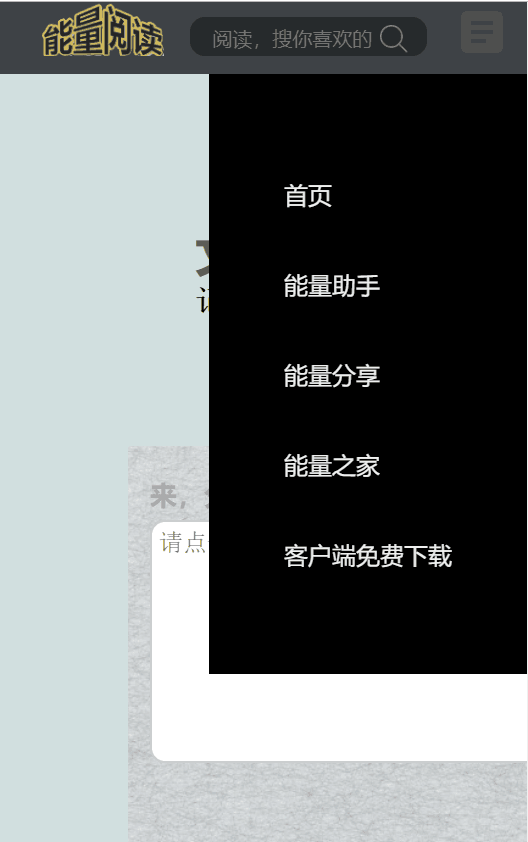 能量阅读
阅读，搜你喜欢的
首页
能量助手
能量分享
能量之家
客户端免费下载
来，
请点